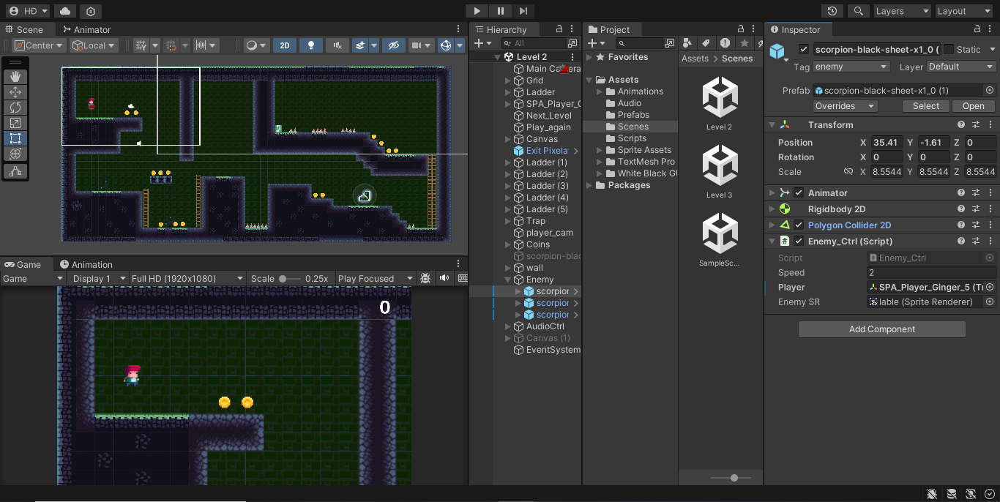 HD
Layers
Layout
Scene
Animator
Center
Local
2D
Game
Animation
Game
Display 1
Full HD (1920x1080)
Scale
0.25x
Play Focused
0
Hierarchy
All
Level 2
Main Ca era
Grid
Ladder
SPA_Player_G
Next_Level
Play_again
Canvas
Exit Pixela
Ladder (1)
Ladder (2)
Ladder (3)
Ladder (4)
Ladder (5)
Trap
player_cam
Coins
scorpion-blac
wall
Enemy
scorpior
scorpior
scorpior
AudioCtrl
Canvas (1)
EventSystem
Project
Favorites
Assets
Animations
Audio
Prefabs
Scenes
Scripts
Sprite Assets
TextMesh Pro
White Black Gl
Packages
Assets > Scenes
Level 2
Level 3
SampleSc...
Inspector
scorpion-black-sheet-x1_0 (
Static
Tag enemy
Layer Default
Prefab scorpion-black-sheet-x1_0 (1)
Overrides
Select
Open
Transform
Position X 35.41 Y -1.61 Z 0
Rotation X 0 Y 0 Z 0
Scale X 8.5544 Y 8.5544 Z 8.5544
Animator
Rigidbody 2D
Polygon Collider 2D
Enemy_Ctrl (Script)
Script Enemy_Ctrl
Speed 2
Player SPA_Player_Ginger_5 (Tr
Enemy SR lable (Sprite Renderer)
Add Component